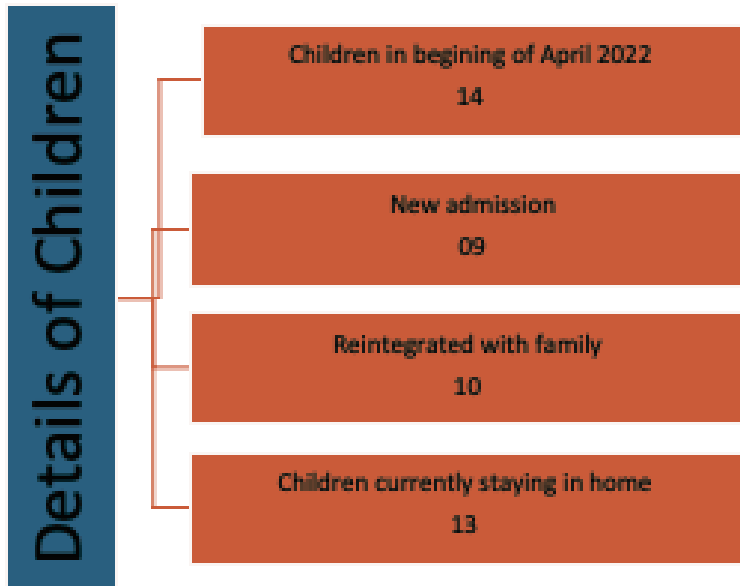 Details of Children
Children in begining of April 2022
14
New admission
09
Reintegrated with family
10
Children currently staying in home
13